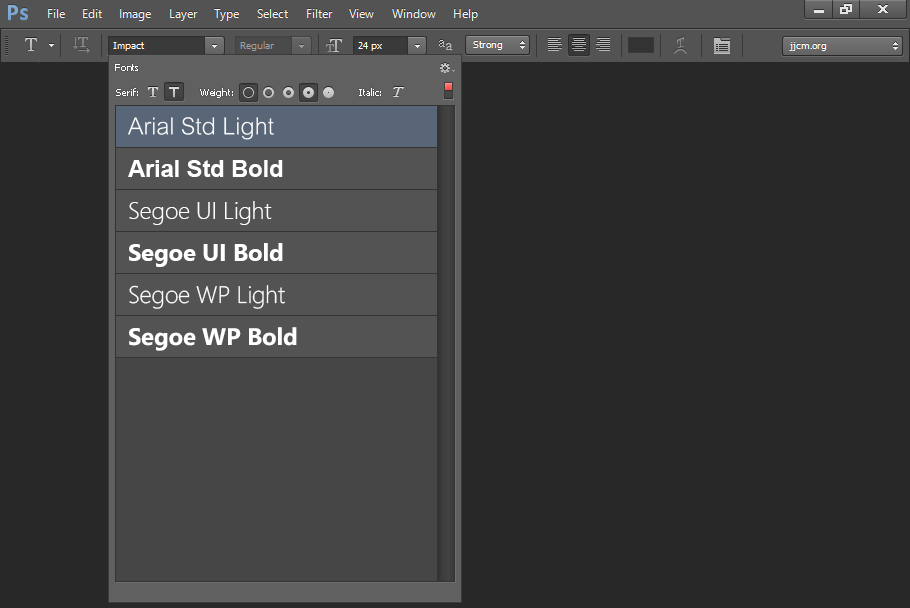 Ps File Edit Image Layer Type Select Filter View Window Help
T Impact Regular TT 24 px aa Strong jjcm.org
Fonts
Serif: T T Weight: Italic: T
Arial Std Light
Arial Std Bold
Segoe UI Light
Segoe UI Bold
Segoe WP Light
Segoe WP Bold